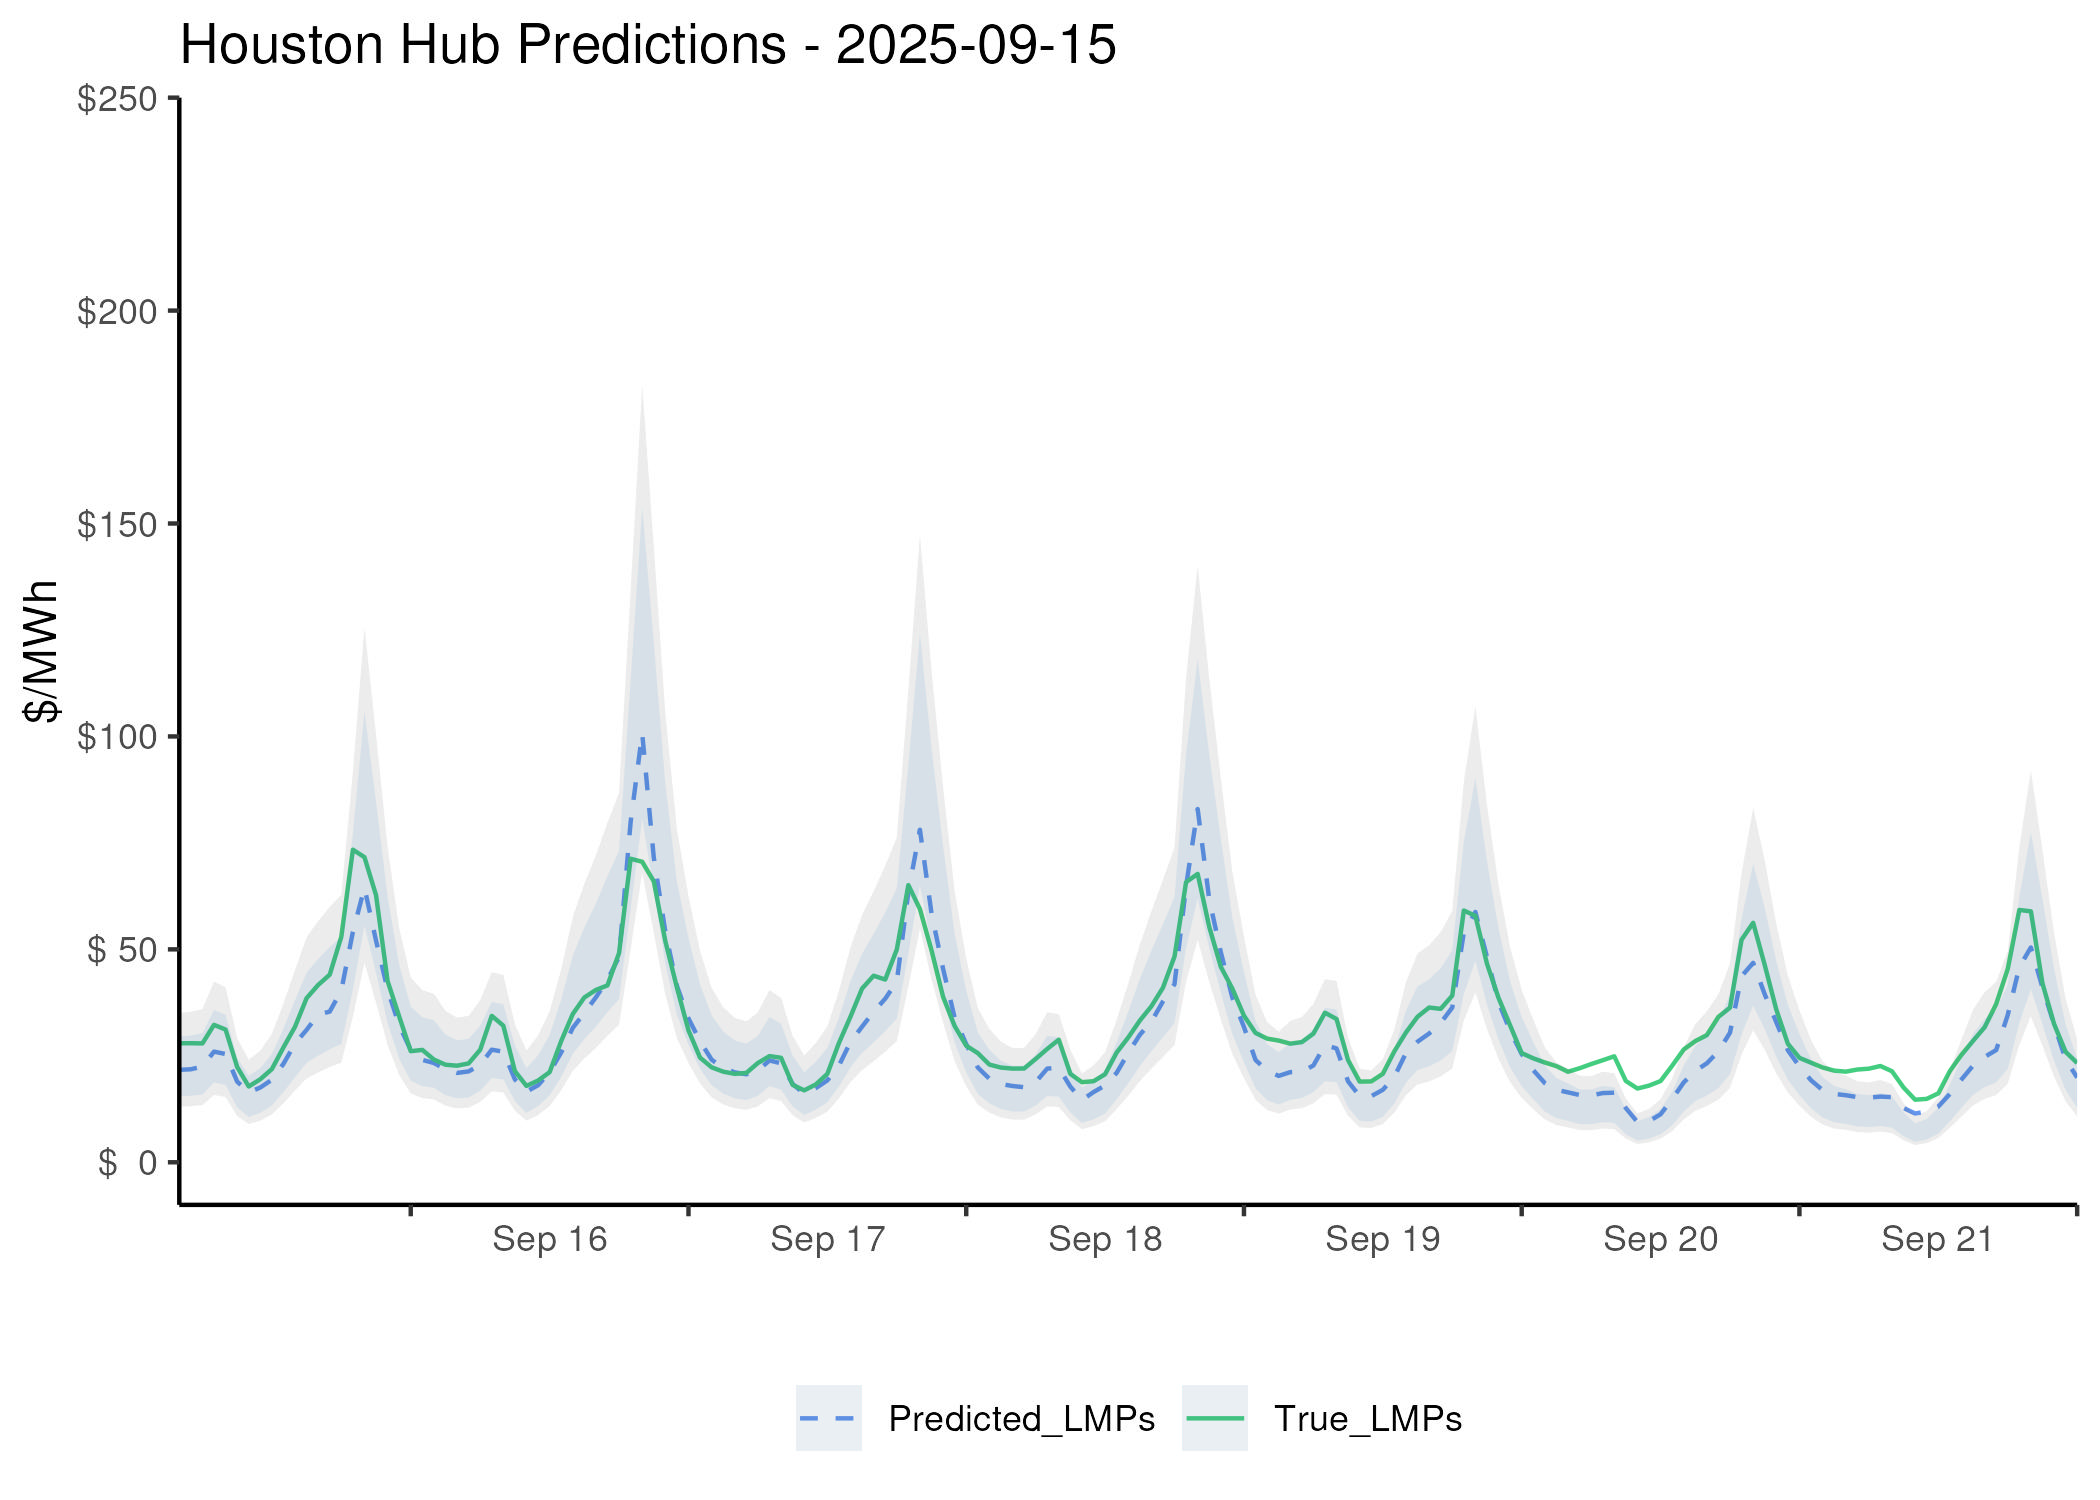 Houston Hub Predictions - 2025-09-15
$250
$200
$150
$100
$ 50
$  0
$/MWh
Sep 16 Sep 17 Sep 18 Sep 19 Sep 20 Sep 21
Predicted_LMPs True_LMPs